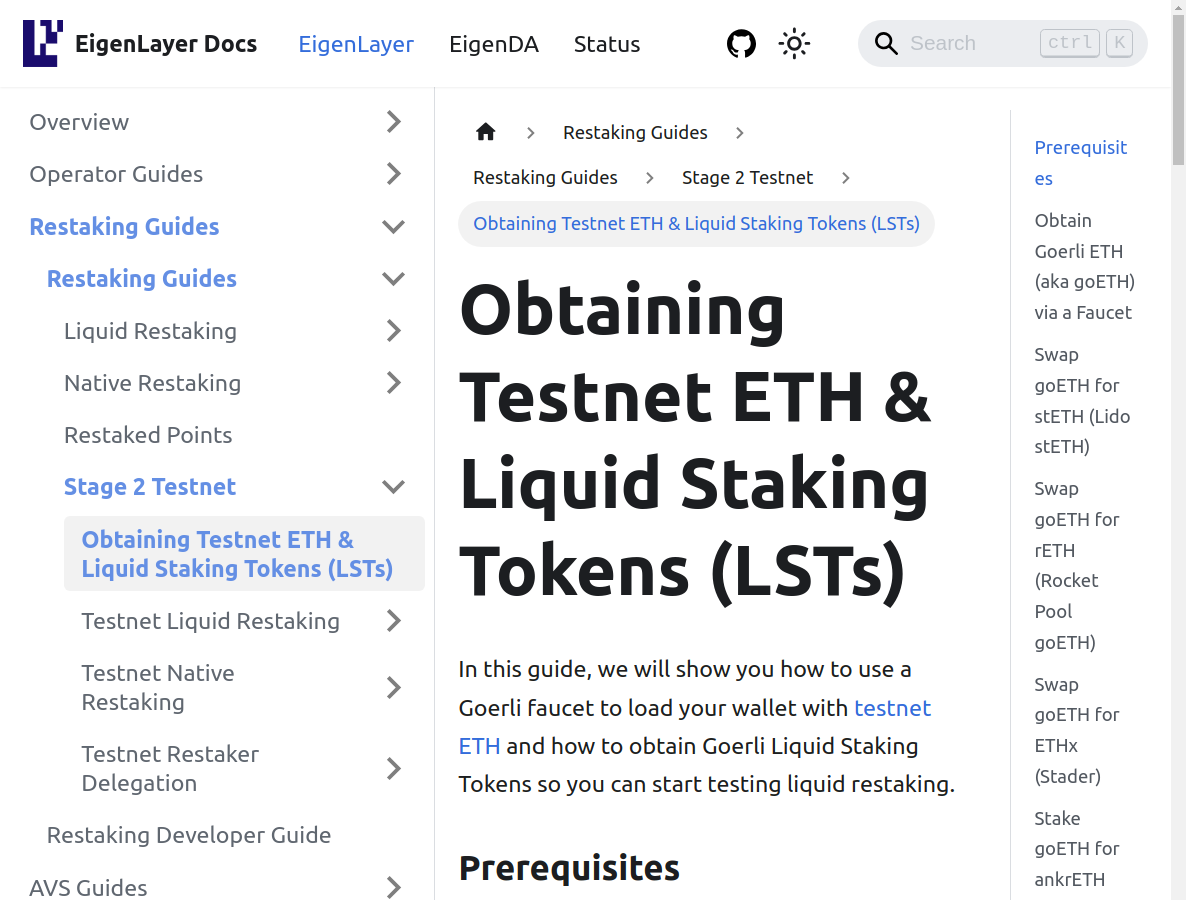 EigenLayer Docs
EigenLayer
EigenDA
Status
Search
ctrl
K
Overview
Operator Guides
Restaking Guides
Restaking Guides
Liquid Restaking
Native Restaking
Restaked Points
Stage 2 Testnet
Obtaining Testnet ETH &
Liquid Staking Tokens (LSTs)
Testnet Liquid Restaking
Testnet Native
Restaking
Testnet Restaker
Delegation
Restaking Developer Guide
AVS Guides
Restaking Guides
Restaking Guides
Stage 2 Testnet
Obtaining Testnet ETH & Liquid Staking Tokens (LSTs)
Obtaining
Testnet ETH &
Liquid Staking
Tokens (LSTs)
In this guide, we will show you how to use a
Goerli faucet to load your wallet with testnet
ETH and how to obtain Goerli Liquid Staking
Tokens so you can start testing liquid restaking.
Prerequisites
Prerequisit
es
Obtain
Goerli ETH
(aka goETH)
via a Faucet
Swap
goETH for
stETH (Lido
stETH)
Swap
goETH for
rETH
(Rocket
Pool
goETH)
Swap
goETH for
ETHx
(Stader)
Stake
goETH for
ankrETH